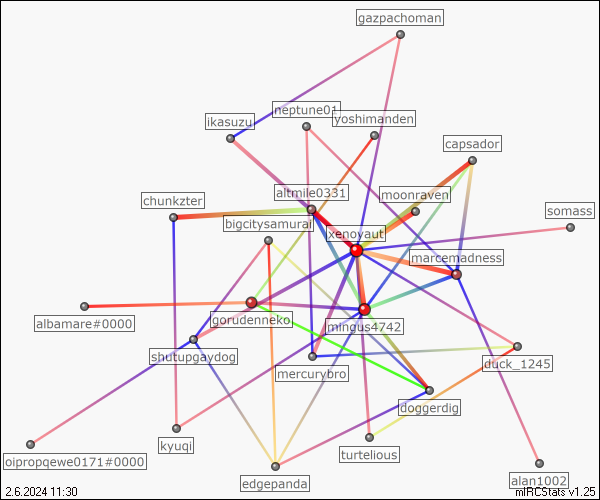 gazpachoman
neptune01
yoshimanden
ikasuzu
capsador
altmile0331
moonraven
chunkzter
somass
bigcitysamurai
xenoyaut
marcemadness
albamare#0000
gorudenneko.
mingus4742
shutupgaydog
duck_1245
mercurybro
doggerdig
kyuqi
turtelious
oipropqewe0171#0000
edgepanda
alan1002
2.6.2024 11:30
mIRCStats v1.25